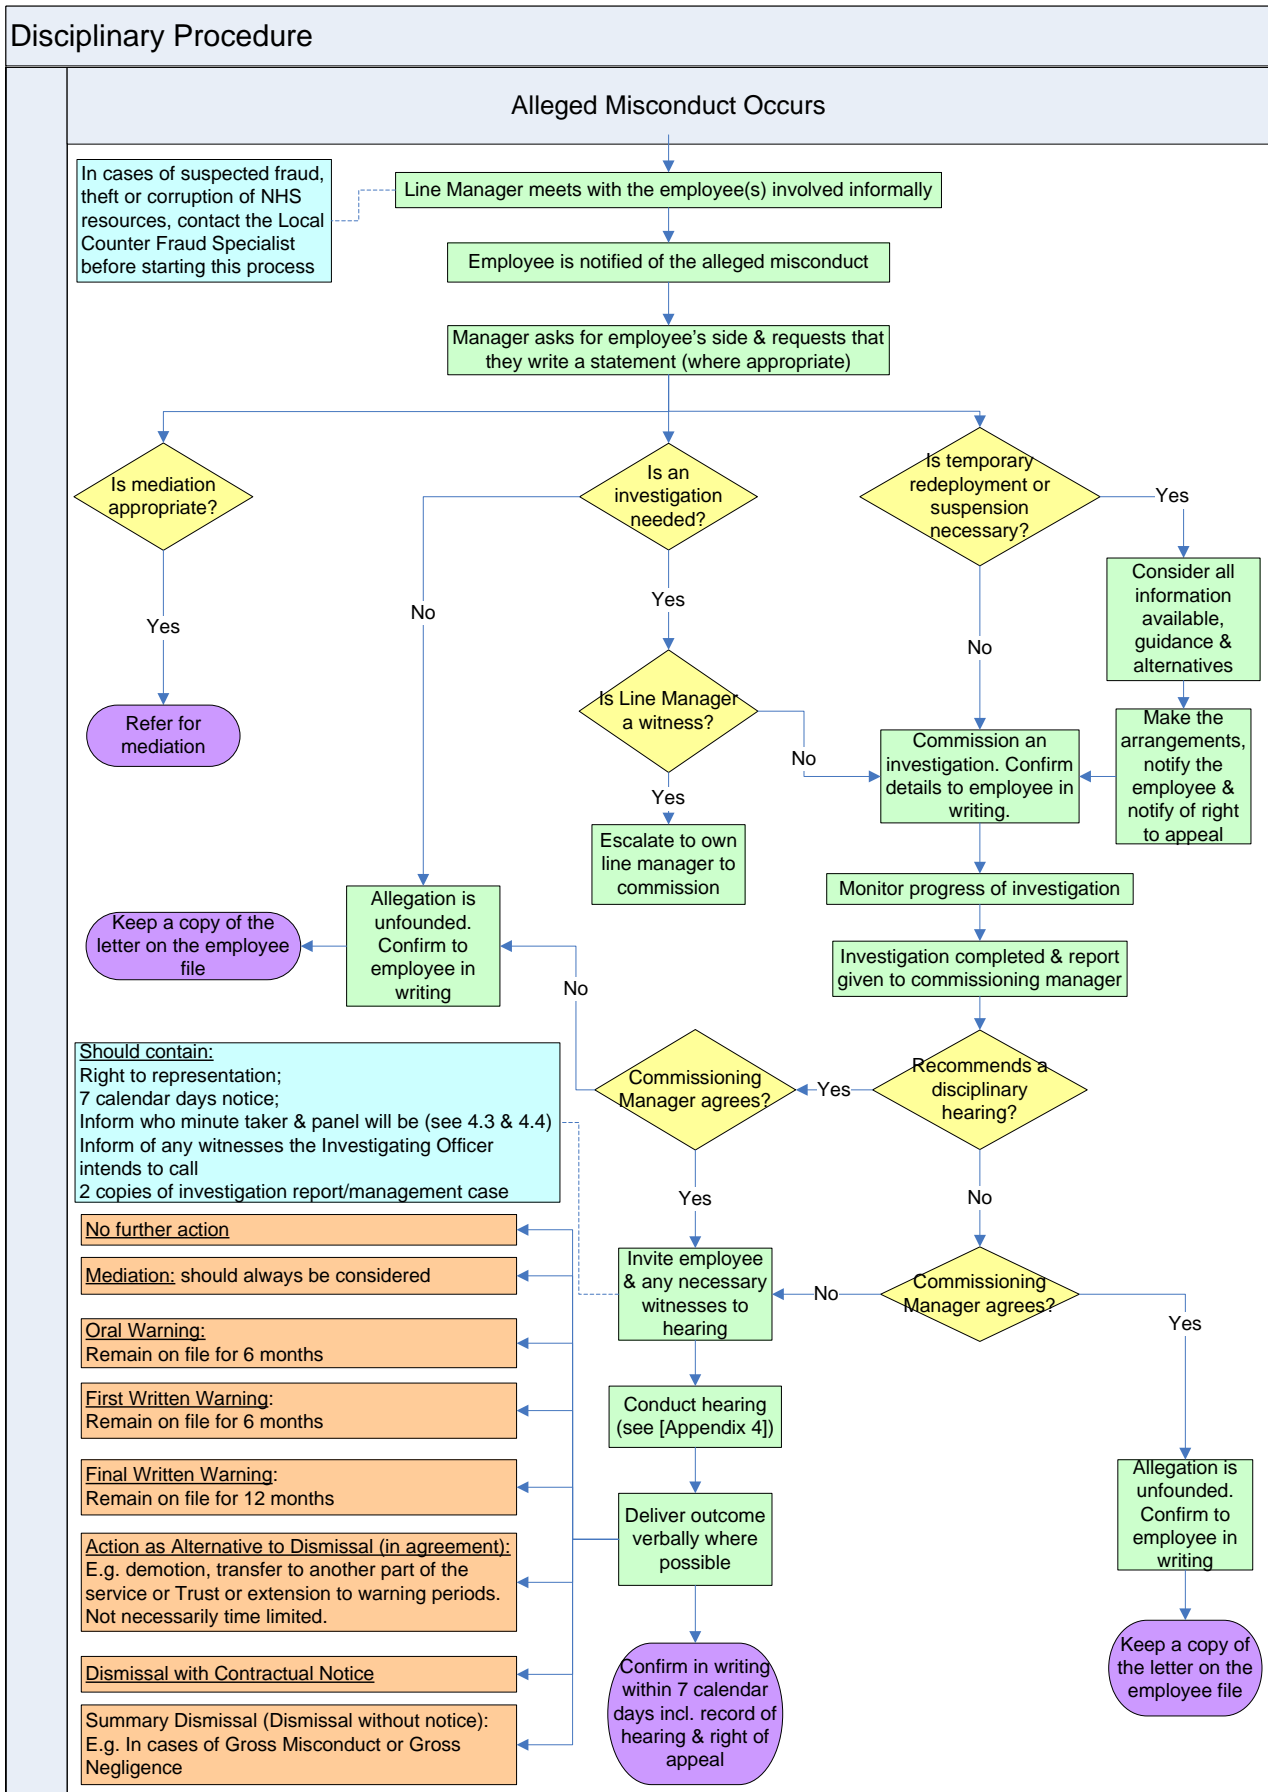 Disciplinary Procedure
Alleged Misconduct Occurs
In cases of suspected fraud,
theft or corruption of NHS
resources, contact the Local
Counter Fraud Specialist
before starting this process
Line Manager meets with the employee(s) involved informally
Employee is notified of the alleged misconduct
Manager asks for employee’s side & requests that
they write a statement (where appropriate)
Is mediation
appropriate?
Is an
investigation
needed?
Is temporary
redeployment or
suspension
necessary?
Yes
Consider all
information
available,
guidance &
alternatives
No
Yes
Yes
No
Refer for
mediation
Is Line Manager
a witness?
No
Commission an
investigation. Confirm
details to employee in
writing.
Make the
arrangements,
notify the
employee &
notify of right
to appeal
Yes
Escalate to own
line manager to
commission
Monitor progress of investigation
Keep a copy of the
letter on the employee
file
Allegation is
unfounded.
Confirm to
employee in
writing
Investigation completed & report
given to commissioning manager
No
Should contain:
Right to representation;
7 calendar days notice;
Inform who minute taker & panel will be (see 4.3 & 4.4)
Inform of any witnesses the Investigating Officer
intends to call
2 copies of investigation report/management case
Commissioning
Manager agrees?
Yes
Recommends a
disciplinary
hearing?
Yes
No
No further action
Mediation: should always be considered
Oral Warning:
Remain on file for 6 months
First Written Warning:
Remain on file for 6 months
Final Written Warning:
Remain on file for 12 months
Action as Alternative to Dismissal (in agreement):
E.g. demotion, transfer to another part of the
service or Trust or extension to warning periods.
Not necessarily time limited.
Dismissal with Contractual Notice
Summary Dismissal (Dismissal without notice):
E.g. In cases of Gross Misconduct or Gross
Negligence
Invite employee
& any necessary
witnesses to
hearing
No
Commissioning
Manager agrees?
Yes
Conduct hearing
(see [Appendix 4])
Deliver outcome
verbally where
possible
Confirm in writing
within 7 calendar
days incl. record of
hearing & right of
appeal
Allegation is
unfounded.
Confirm to
employee in
writing
Keep a copy of
the letter on the
employee file